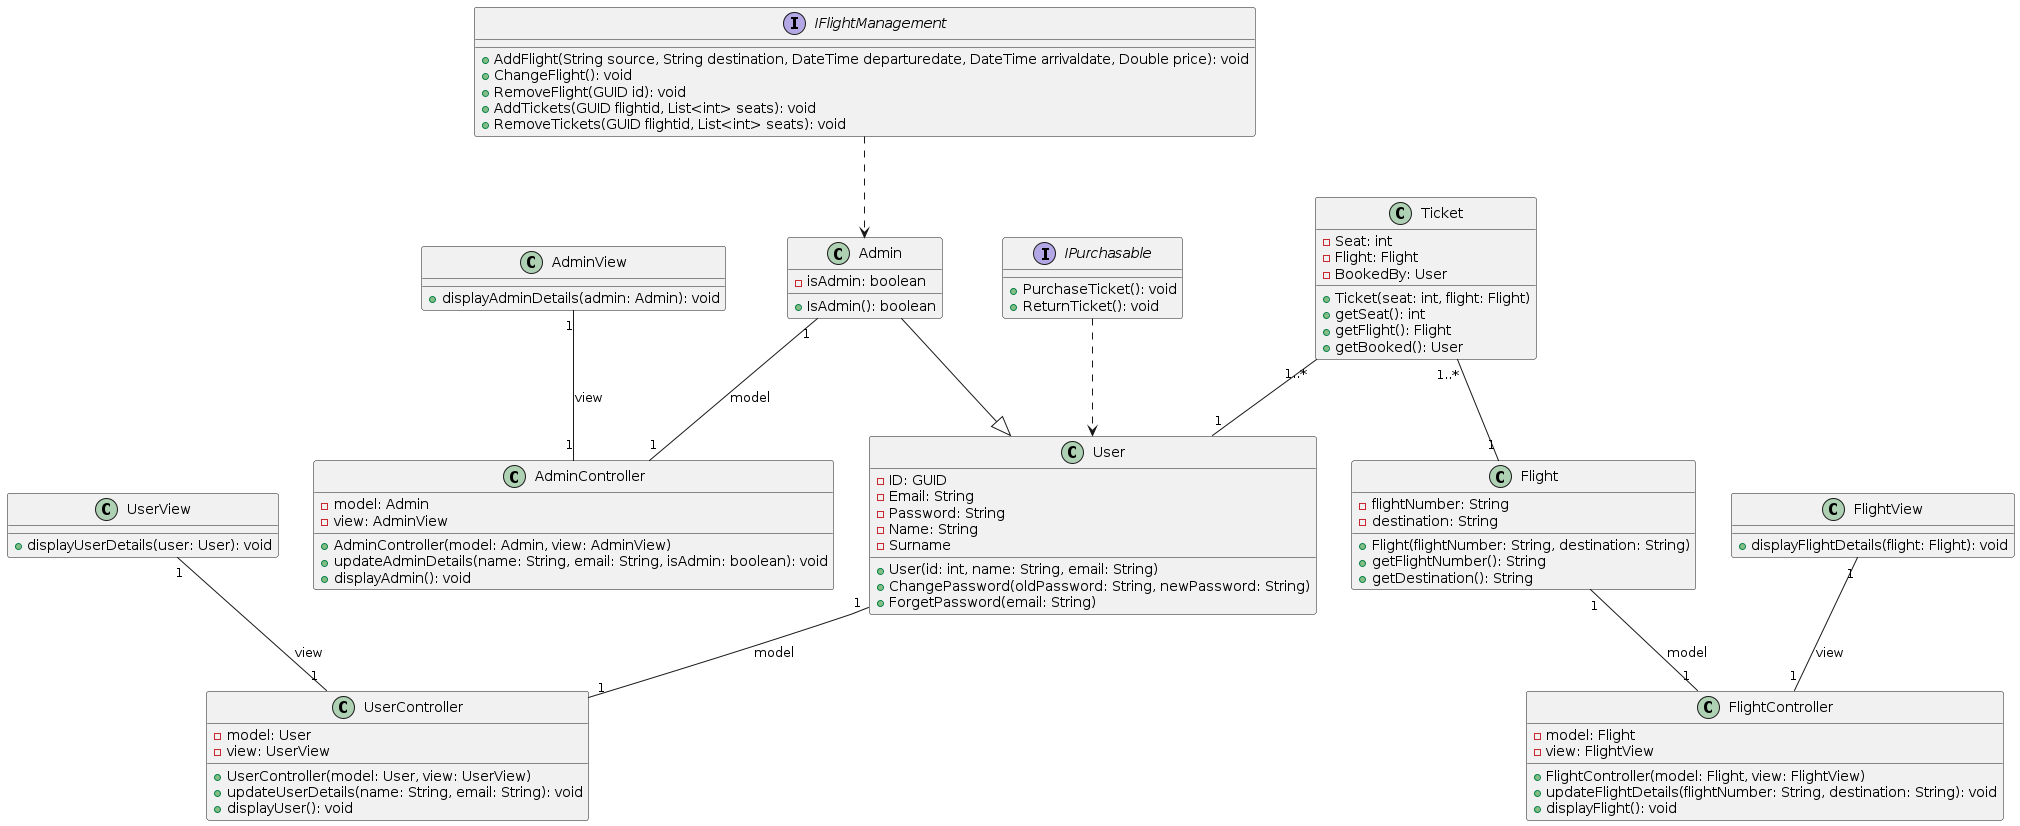 IFlightManagement
AddFlight(String source, String destination, DateTime departuredate, DateTime arrivaldate, Double price): void
ChangeFlight(): void
RemoveFlight(GUID id): void
AddTickets(GUID flightid, List<int> seats): void
RemoveTickets(GUID flightid, List<int> seats): void
C Ticket
Seat: int
Flight: Flight
BookedBy: User
Ticket(seat: int, flight: Flight)
getSeat(): int
getFlight(): Flight
getBooked(): User
C AdminView
displayAdminDetails(admin: Admin): void
C Admin
isAdmin: boolean
IsAdmin(): boolean
I IPurchasable
PurchaseTicket(): void
ReturnTicket(): void
1
1
1..*
1..*
view
model
1
1
1
1
C AdminController
model: Admin
view: AdminView
AdminController(model: Admin, view: AdminView)
updateAdminDetails(name: String, email: String, isAdmin: boolean): void
displayAdmin(): void
C User
ID: GUID
Email: String
Password: String
Name: String
Surname
User(id: int, name: String, email: String)
ChangePassword(oldPassword: String, newPassword: String)
ForgetPassword(email: String)
C Flight
flightNumber: String
destination: String
Flight(flightNumber: String, destination: String)
getFlightNumber(): String
getDestination(): String
C UserView
displayUserDetails(user: User): void
C FlightView
displayFlightDetails(flight: Flight): void
1
1
1
1
view
model
model
view
1
1
1
1
C UserController
model: User
view: UserView
UserController(model: User, view: UserView)
updateUserDetails(name: String, email: String): void
displayUser(): void
C FlightController
model: Flight
view: FlightView
FlightController(model: Flight, view: FlightView)
updateFlightDetails(flightNumber: String, destination: String): void
displayFlight(): void